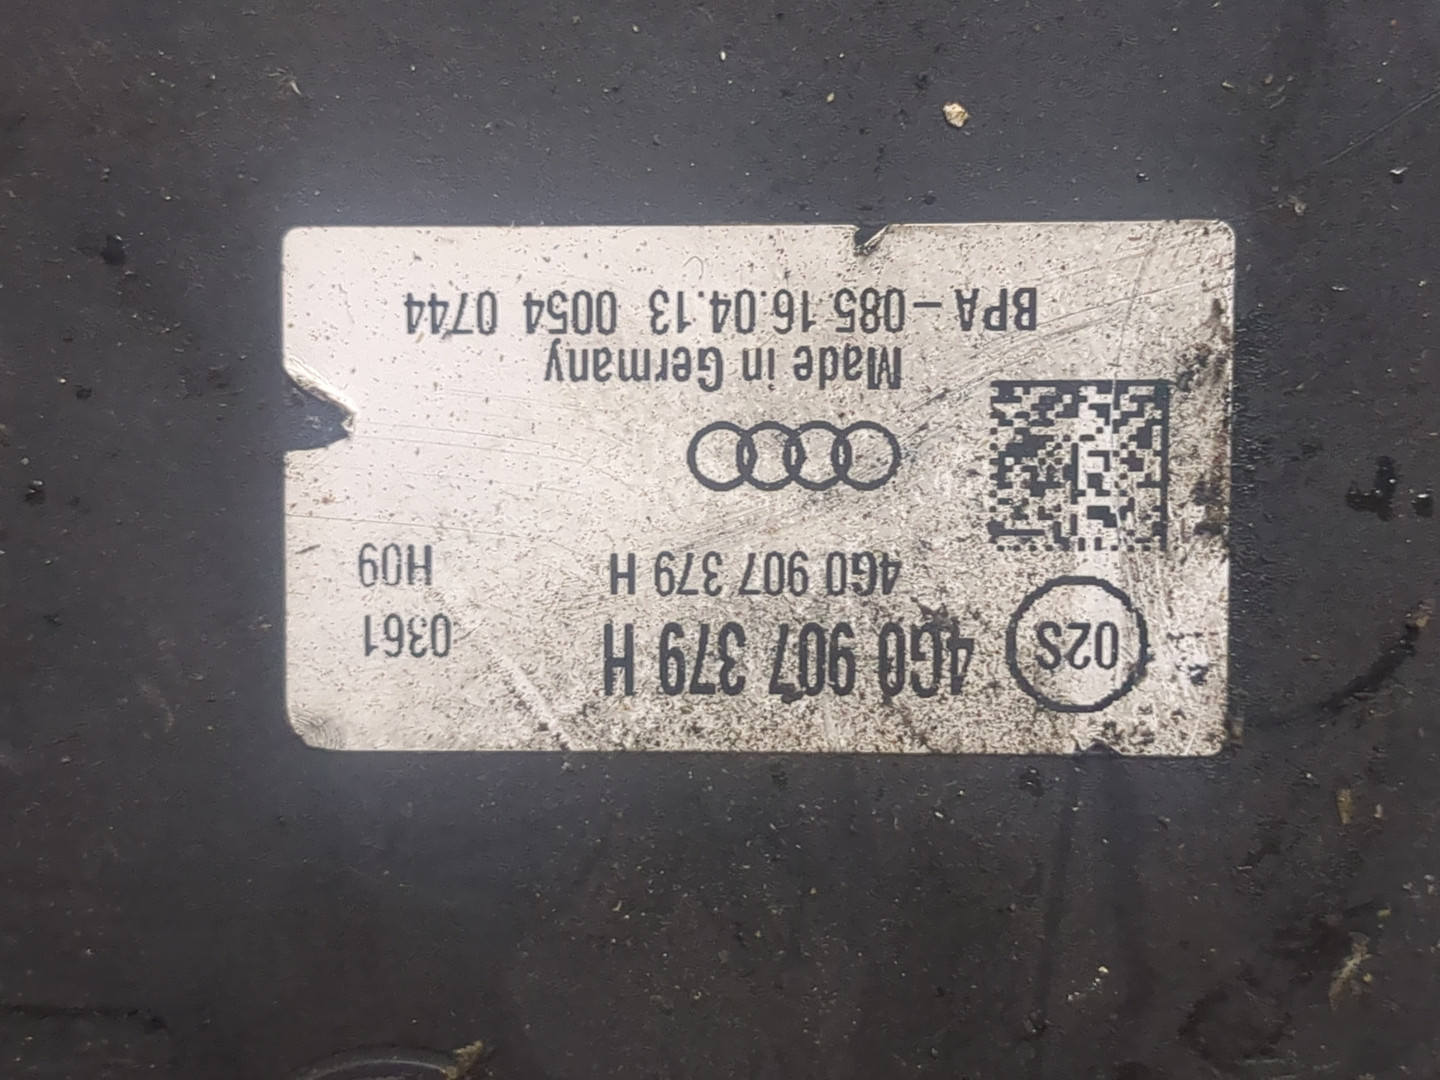 02S 4G0 907 379 H 0361
4G0 907 379 H H09
Made in Germany
BPA – 085 16.04.13 0054 0744